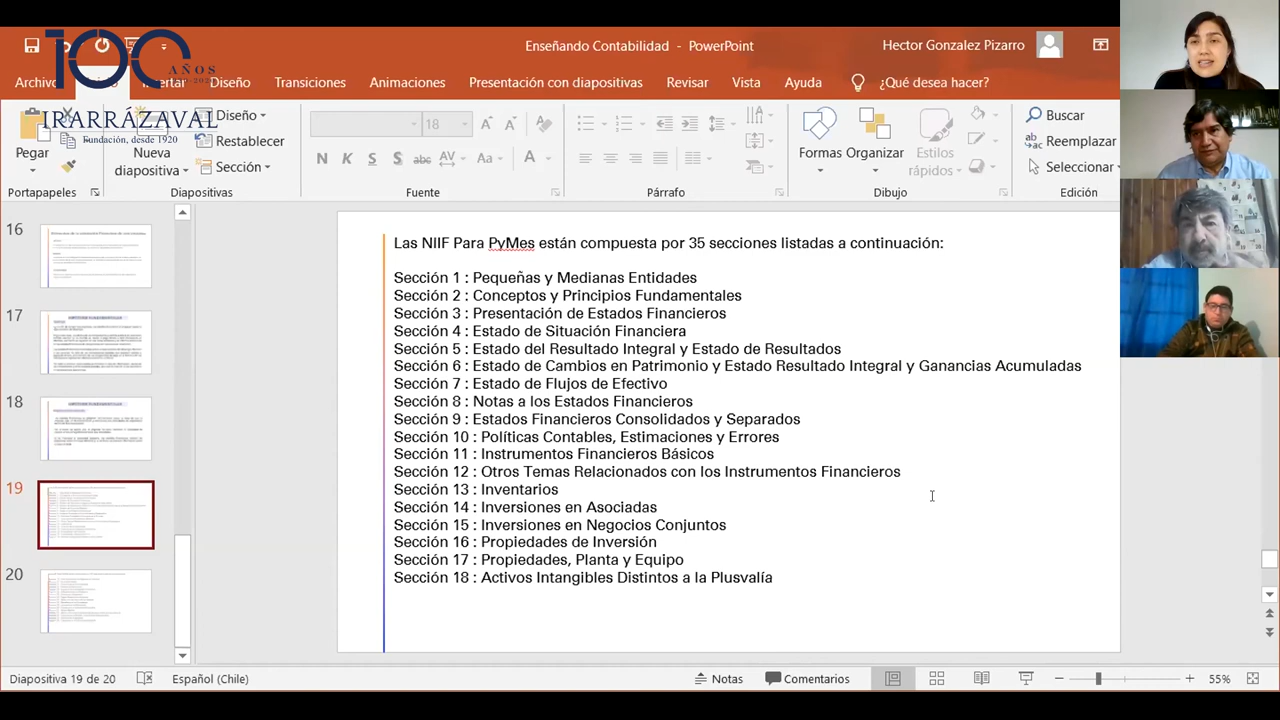 Enseñando Contabilidad - PowerPoint
Hector Gonzalez Pizarro
100
AÑOS
IRARRÁZAVAL
Fundación, desde 1920
Archivo
Insertar
Diseño
Transiciones
Animaciones
Presentación con diapositivas
Revisar
Vista
Ayuda
¿Qué desea hacer?
Pegar
Nueva
diapositiva
Diseño
Restablecer
Sección
18
N K S S abc AV Aa A
Formas
Organizar
Estilos
rápidos
Buscar
Reemplazar
Seleccionar
Portapapeles
Diapositivas
Fuente
Párrafo
Dibujo
Edición
16
17
18
19
20
Las NIIF Para PyMes están compuesta por 35 secciones listadas a continuación:
Sección 1 : Pequeñas y Medianas Entidades
Sección 2 : Conceptos y Principios Fundamentales
Sección 3 : Presentación de Estados Financieros
Sección 4 : Estado de Situación Financiera
Sección 5 : Estado del Resultado Integral y Estado de Resultados
Sección 6 : Estado de Cambios en Patrimonio y Estado Resultado Integral y Ganancias Acumuladas
Sección 7 : Estado de Flujos de Efectivo
Sección 8 : Notas a los Estados Financieros
Sección 9 : Estados Financieros Consolidados y Separados
Sección 10 : Políticas Contables, Estimaciones y Errores
Sección 11 : Instrumentos Financieros Básicos
Sección 12 : Otros Temas Relacionados con los Instrumentos Financieros
Sección 13 : Inventarios
Sección 14 : Inversiones en Asociadas
Sección 15 : Inversiones en Negocios Conjuntos
Sección 16 : Propiedades de Inversión
Sección 17 : Propiedades, Planta y Equipo
Sección 18 : Activos Intangibles Distintos a la Plusvalía
Diapositiva 19 de 20
Español (Chile)
Notas
Comentarios
55%